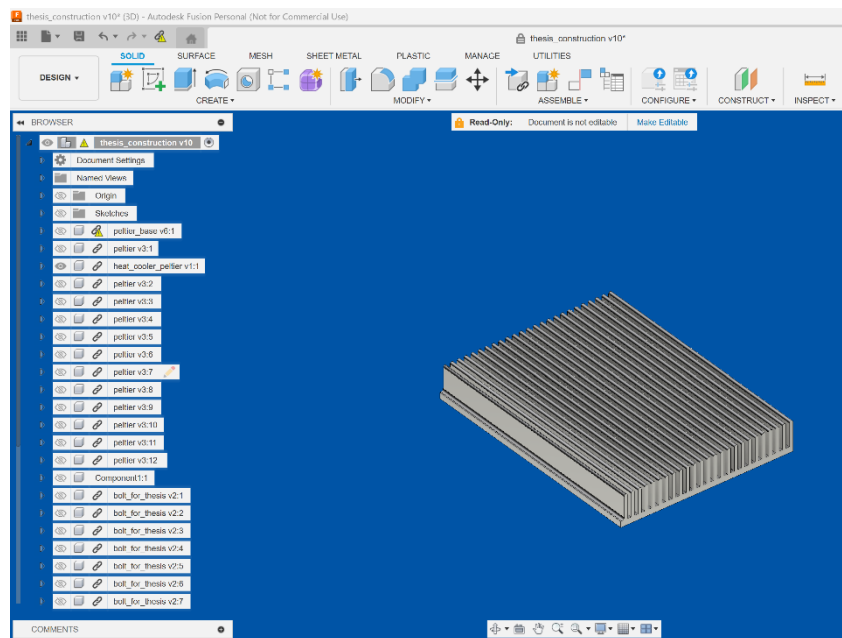 thesis_construction v10* (3D) - Autodesk Fusion Personal (Not for Commercial Use)
thesis_construction v10*
SOLID SURFACE MESH SHEET METAL PLASTIC MANAGE UTILITIES
DESIGN
CREATE MODIFY ASSEMBLE CONFIGURE CONSTRUCT INSPECT
BROWSER
Read-Only: Document is not editable Make Editable
thesis_construction v10
Document Settings
Named Views
Origin
Sketches
peltier_base v6:1
peltier v3:1
heat_cooler_peltier v1:1
peltier v3:2
peltier v3:3
peltier v3:4
peltier v3:5
peltier v3:6
peltier v3:7
peltier v3:8
peltier v3:9
peltier v3:10
peltier v3:11
peltier v3:12
Component1:1
bolt_for_thesis v2:1
bolt_for_thesis v2:2
bolt_for_thesis v2:3
bolt_for_thesis v2:4
bolt_for_thesis v2:5
bolt_for_thesis v2:6
bolt_for_thesis v2:7
COMMENTS